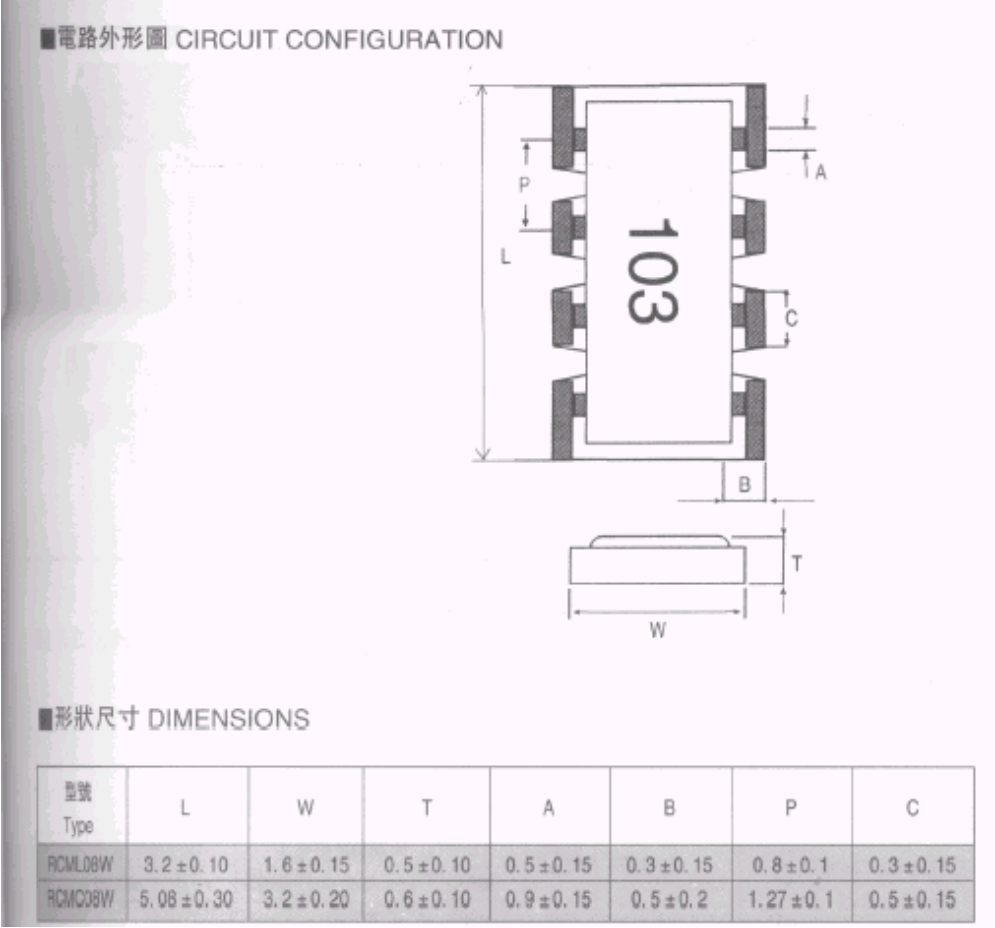 ■電路外形圖 CIRCUIT CONFIGURATION
A
P
L
103
C
B
T
W
■形狀尺寸 DIMENSIONS
型號 Type L W T A B P C
RCML08W 3.2±0.10 1.6±0.15 0.5±0.10 0.5±0.15 0.3±0.15 0.8±0.1 0.3±0.15
RCMC08W 5.08±0.30 3.2±0.20 0.6±0.10 0.9±0.15 0.5±0.2 1.27±0.1 0.5±0.15